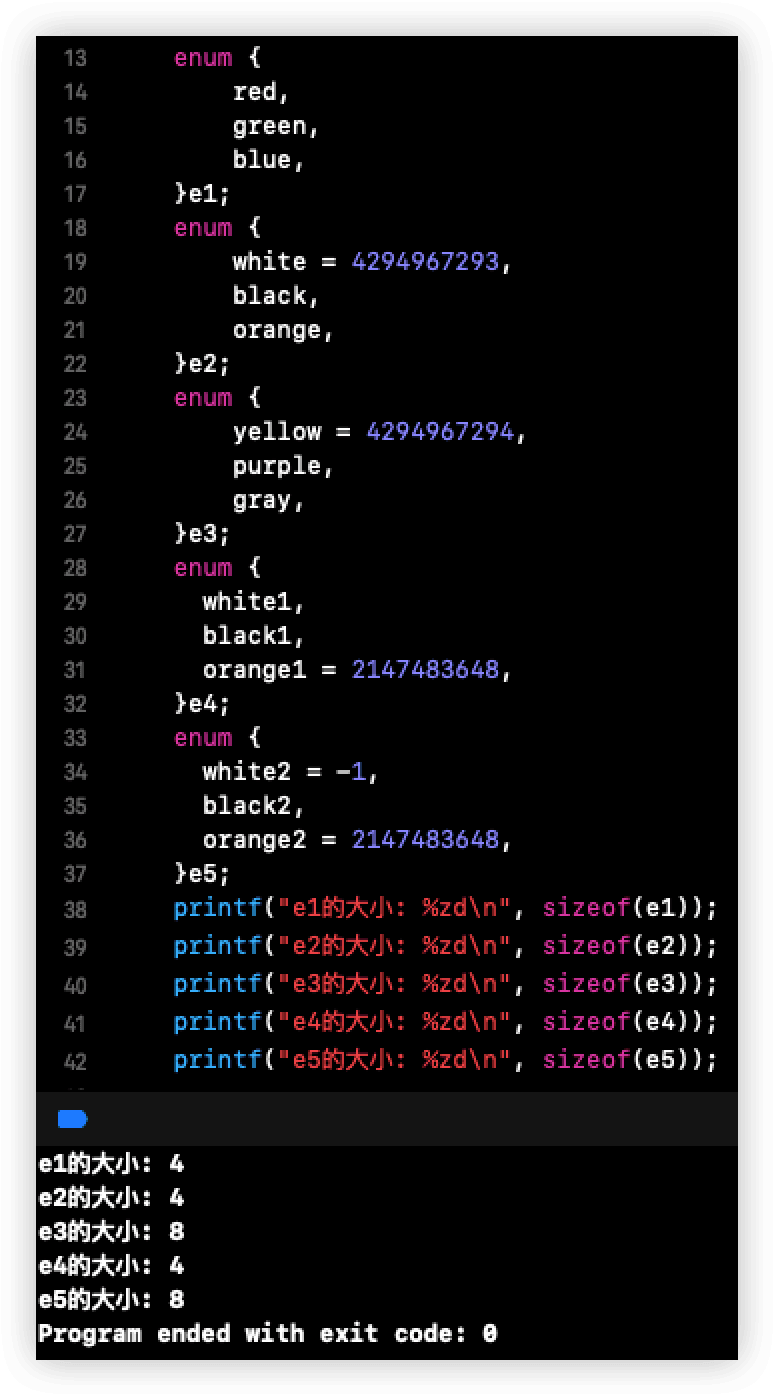 13 enum {
14 red,
15 green,
16 blue,
17 }e1;
18 enum {
19 white = 4294967293,
20 black,
21 orange,
22 }e2;
23 enum {
24 yellow = 4294967294,
25 purple,
26 gray,
27 }e3;
28 enum {
29 white1,
30 black1,
31 orange1 = 2147483648,
32 }e4;
33 enum {
34 white2 = -1,
35 black2,
36 orange2 = 2147483648,
37 }e5;
38 printf("e1的大小: %zd\n", sizeof(e1));
39 printf("e2的大小: %zd\n", sizeof(e2));
40 printf("e3的大小: %zd\n", sizeof(e3));
41 printf("e4的大小: %zd\n", sizeof(e4));
42 printf("e5的大小: %zd\n", sizeof(e5));
e1的大小: 4
e2的大小: 4
e3的大小: 8
e4的大小: 4
e5的大小: 8
Program ended with exit code: 0